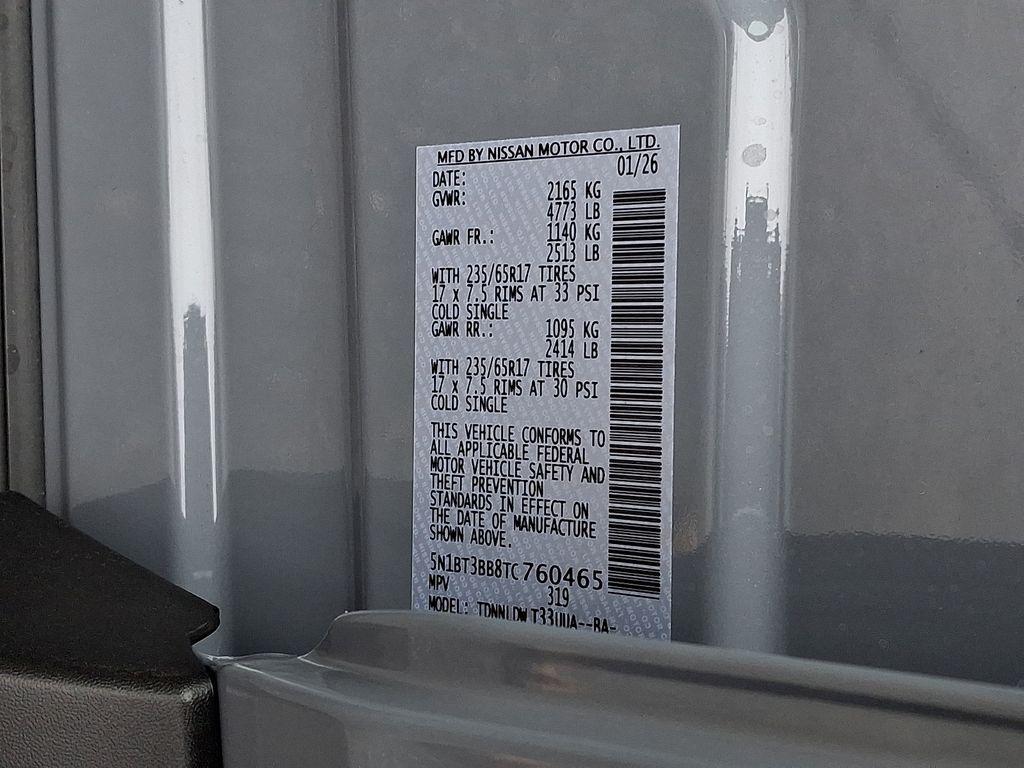 MFD BY NISSAN MOTOR CO., LTD.
DATE: 01/26
GVWR: 2165 KG
4773 LB
GAWR FR.: 1140 KG
2513 LB
WITH 235/65R17 TIRES
17 x 7.5 RIMS AT 33 PSI
COLD SINGLE
GAWR RR.: 1095 KG
2414 LB
WITH 235/65R17 TIRES
17 x 7.5 RIMS AT 30 PSI
COLD SINGLE
THIS VEHICLE CONFORMS TO
ALL APPLICABLE FEDERAL
MOTOR VEHICLE SAFETY AND
THEFT PREVENTION
STANDARDS IN EFFECT ON
THE DATE OF MANUFACTURE
SHOWN ABOVE.
5N1BT3BB8TC760465
MPV 319
MODEL: